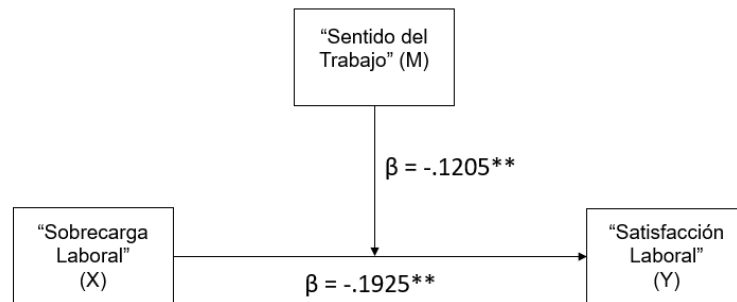 “Sentido del
Trabajo” (M)
β = -.1205**
“Sobrecarga
Laboral”
(X)
β = -.1925**
“Satisfacción
Laboral”
(Y)